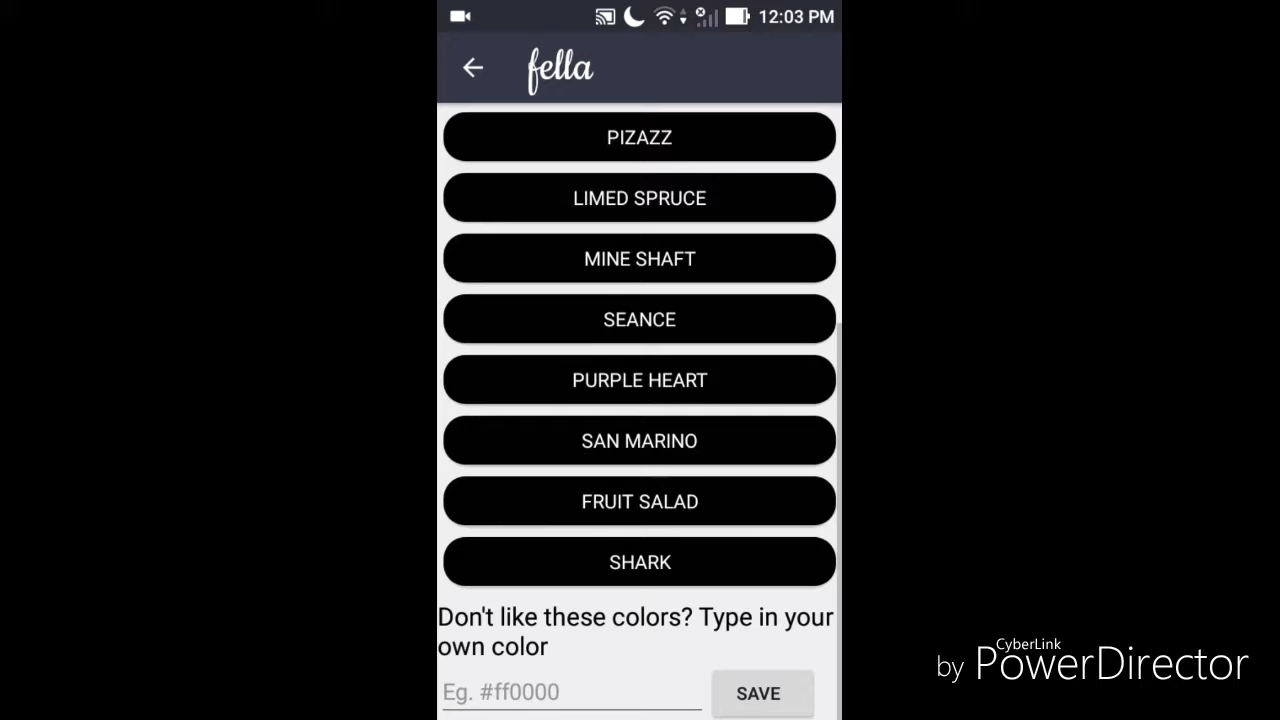 12:03 PM
fella
PIZAZZ
LIMED SPRUCE
MINE SHAFT
SEANCE
PURPLE HEART
SAN MARINO
FRUIT SALAD
SHARK
Don't like these colors? Type in your
own color
Eg. #ff0000
SAVE
CyberLink
by PowerDirector